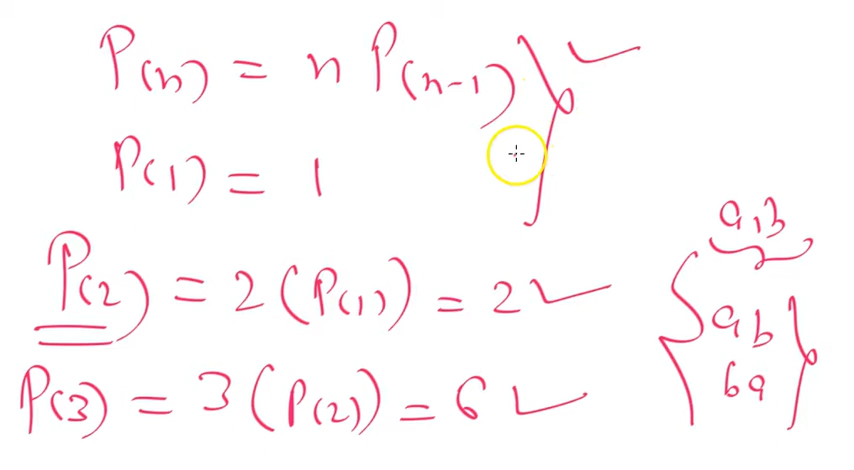 P(n) = n P(n-1)
P(1) = 1
a,b
P(2) = 2 (P(1)) = 2
ab
ba
P(3) = 3 (P(2)) = 6